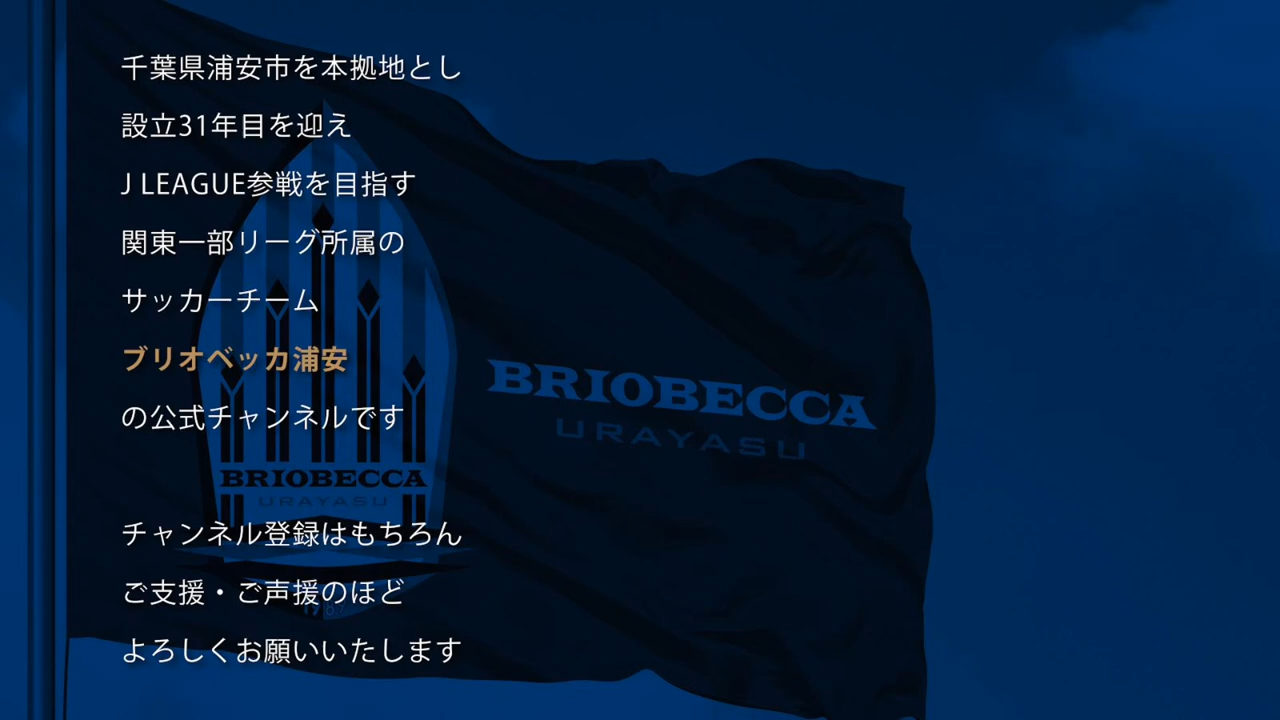 千葉県浦安市を本拠地とし
設立31年目を迎え
J LEAGUE参戦を目指す
関東一部リーグ所属の
サッカーチーム
ブリオベッカ浦安
の公式チャンネルです
チャンネル登録はもちろん
ご支援・ご声援のほど
よろしくお願いいたします
BRIOBECCA
URAYASU
BRIOBECCA
URAYASU